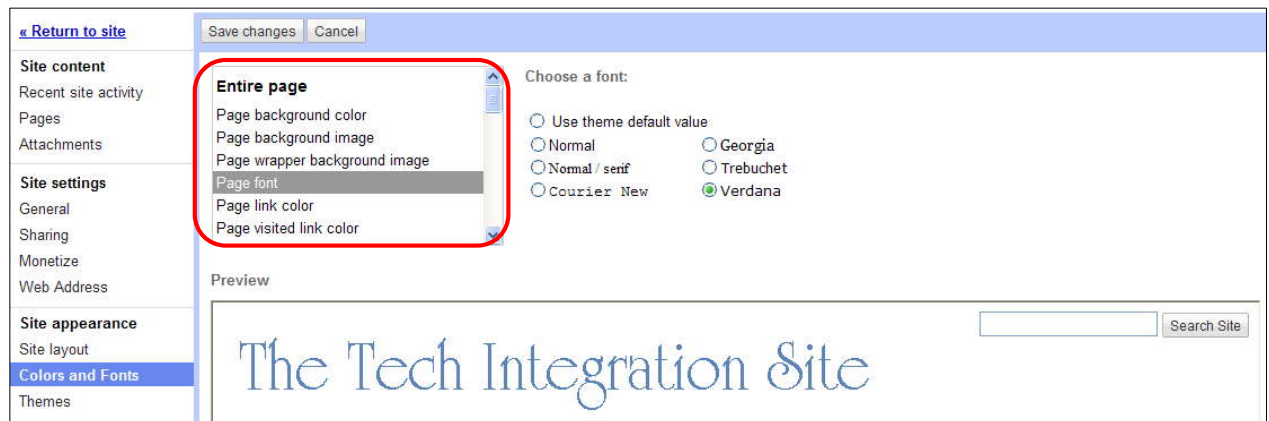 « Return to site
Save changes Cancel
Site content
Recent site activity
Pages
Attachments
Site settings
General
Sharing
Monetize
Web Address
Site appearance
Site layout
Colors and Fonts
Themes
Entire page
Page background color
Page background image
Page wrapper background image
Page font
Page link color
Page visited link color
Choose a font:
Use theme default value
Normal Georgia
Normal / serif Trebuchet
Courier New Verdana
Preview
Search Site
The Tech Integration Site